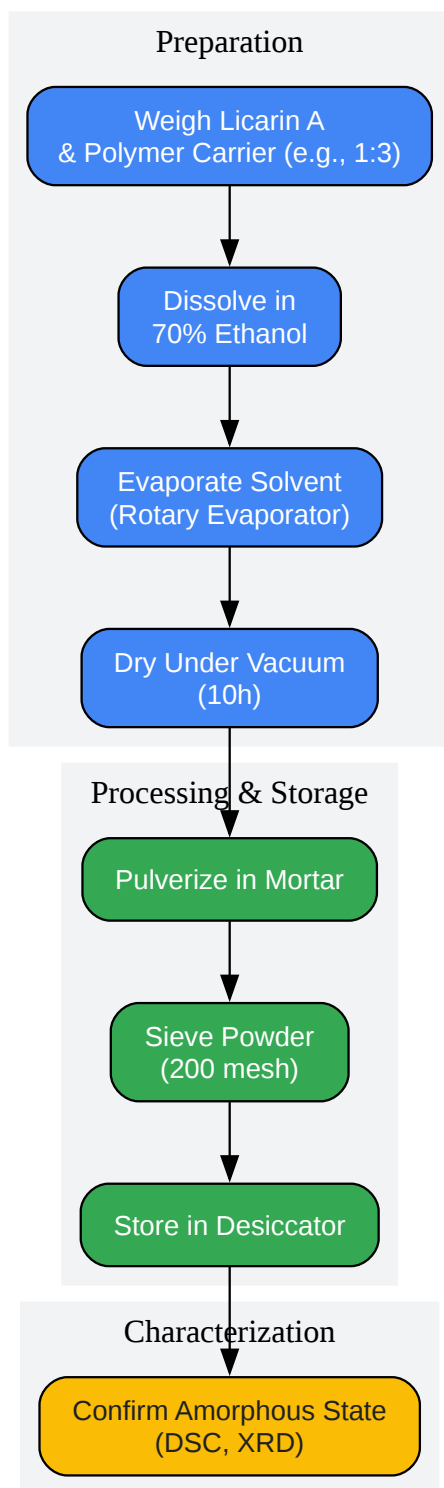 Preparation
Weigh Licarin A
& Polymer Carrier (e.g., 1:3)
Dissolve in
70% Ethanol
Evaporate Solvent
(Rotary Evaporator)
Dry Under Vacuum
(10h)
Processing & Storage
Pulverize in Mortar
Sieve Powder
(200 mesh)
Store in Desiccator
Characterization
Confirm Amorphous State
(DSC, XRD)